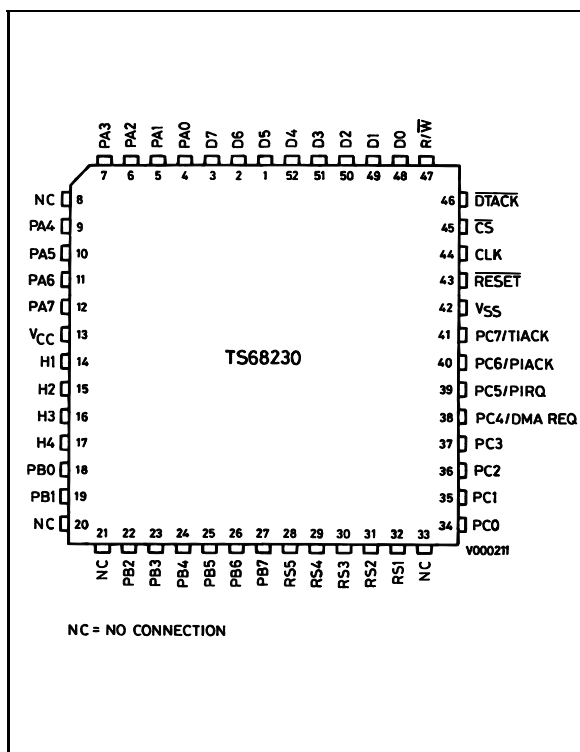 PA3 PA2 PA1 PA0 D7 D6 D5 D4 D3 D2 D1 D0 R/W̅
7 6 5 4 3 2 1 52 51 50 49 48 47
NC 8
PA4 9
PA5 10
PA6 11
PA7 12
VCC 13
H1 14
H2 15
H3 16
H4 17
PB0 18
PB1 19
NC 20
TS68230
46 D̅T̅A̅C̅K̅
45 C̅S̅
44 CLK
43 R̅E̅S̅E̅T̅
42 VSS
41 PC7/TIACK
40 PC6/PIACK
39 PC5/PIRQ
38 PC4/DMA REQ
37 PC3
36 PC2
35 PC1
34 PC0
21 22 23 24 25 26 27 28 29 30 31 32 33
NC PB2 PB3 PB4 PB5 PB6 PB7 RS5 RS4 RS3 RS2 RS1 NC
V000211
NC = NO CONNECTION